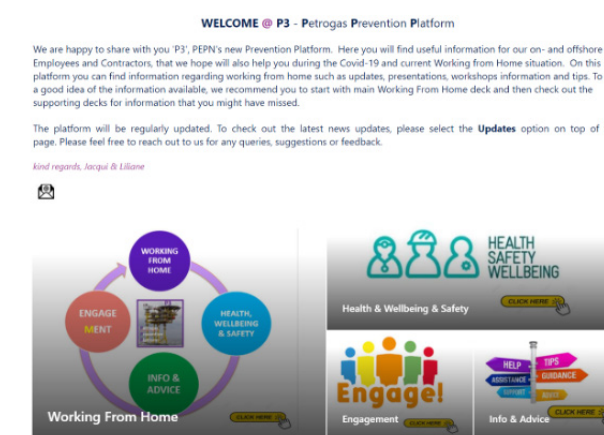 WELCOME @ P3 - Petrogas Prevention Platform
We are happy to share with you 'P3', PEPN's new Prevention Platform. Here you will find useful information for our on- and offshore
Employees and Contractors, that we hope will also help you during the Covid-19 and current Working from Home situation. On this
platform you can find information regarding working from home such as updates, presentations, workshops information and tips. To
a good idea of the information available, we recommend you to start with main Working From Home deck and then check out the
supporting decks for information that you might have missed.
The platform will be regularly updated. To check out the latest news updates, please select the Updates option on top of
page. Please feel free to reach out to us for any queries, suggestions or feedback.
kind regards, Jacqui & Liliane
WORKING
FROM
HOME
ENGAGE
MENT
HEALTH,
WELLBEING
& SAFETY
INFO &
ADVICE
Working From Home
CLICK HERE
HEALTH
SAFETY
WELLBEING
Health & Wellbeing & Safety
CLICK HERE
Engage!
Engagement
CLICK HERE
HELP
TIPS
ASSISTANCE
GUIDANCE
SUPPORT
ADVICE
Info & Advice
CLICK HERE